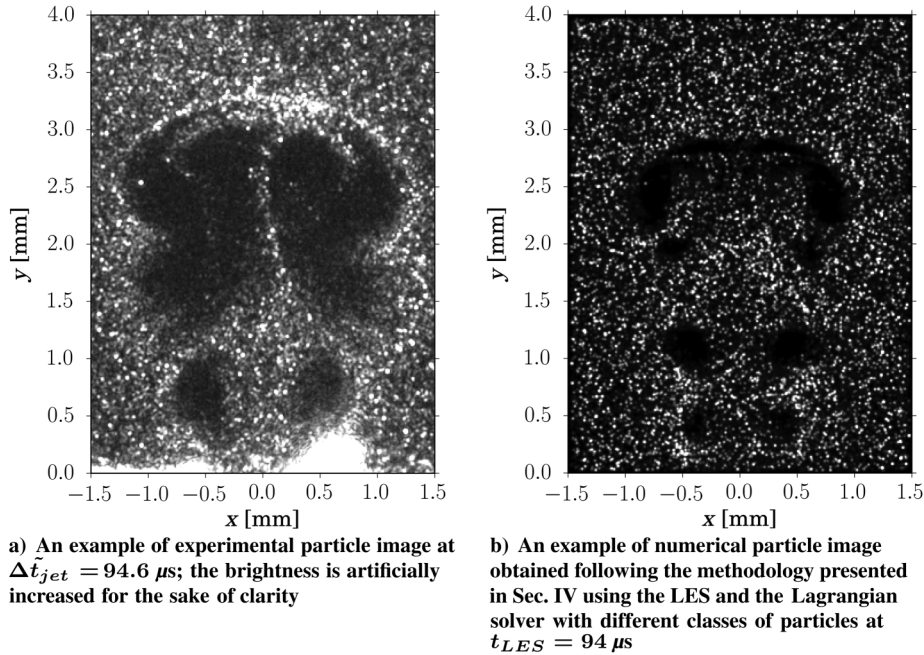 4.0
3.5
3.0
2.5
2.0
1.5
1.0
0.5
0.0
y [mm]
−1.5 −1.0 −0.5 0.0 0.5 1.0 1.5
x [mm]
a) An example of experimental particle image at
Δt̃jet = 94.6 μs; the brightness is artificially
increased for the sake of clarity
4.0
3.5
3.0
2.5
2.0
1.5
1.0
0.5
0.0
y [mm]
−1.5 −1.0 −0.5 0.0 0.5 1.0 1.5
x [mm]
b) An example of numerical particle image
obtained following the methodology presented
in Sec. IV using the LES and the Lagrangian
solver with different classes of particles at
tLES = 94 μs